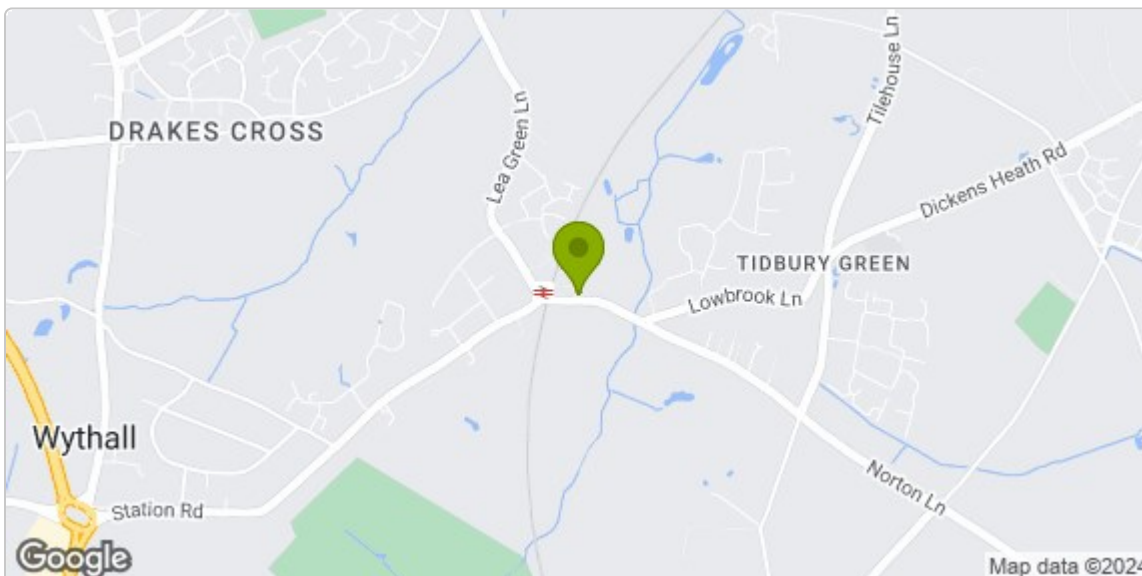 DRAKES CROSS
Lea Green Ln
Tilehouse Ln
Dickens Heath Rd
TIDBURY GREEN
Lowbrook Ln
Wythall
Station Rd
Norton Ln
Google
Map data ©2024